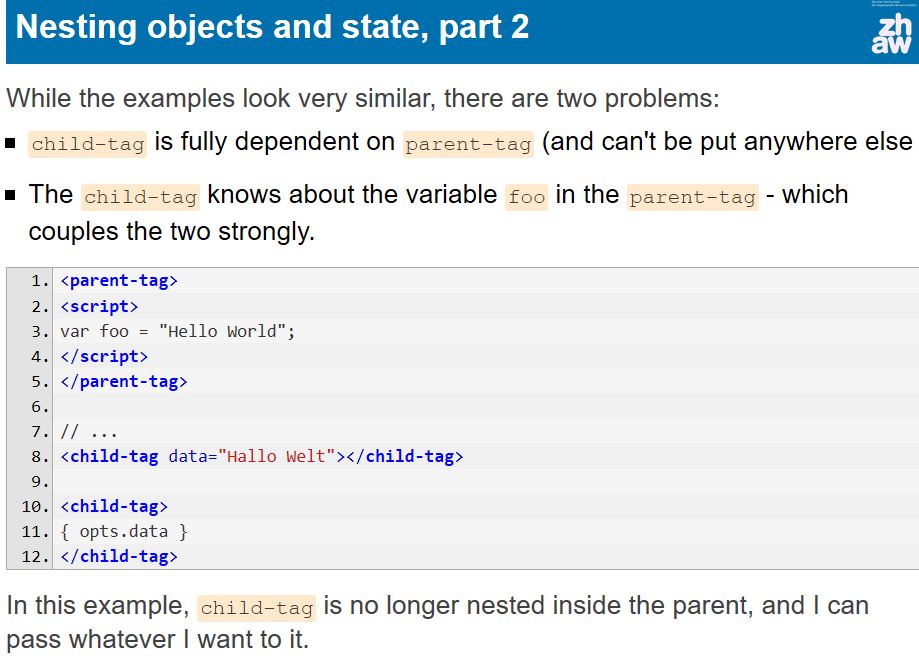 Nesting objects and state, part 2
zh
aw
While the examples look very similar, there are two problems:
▪ child-tag is fully dependent on parent-tag (and can't be put anywhere else
▪ The child-tag knows about the variable foo in the parent-tag - which
couples the two strongly.
1. <parent-tag>
2. <script>
3. var foo = "Hello World";
4. </script>
5. </parent-tag>
6.
7. // ...
8. <child-tag data="Hallo Welt"></child-tag>
9.
10. <child-tag>
11. { opts.data }
12. </child-tag>
In this example, child-tag is no longer nested inside the parent, and I can
pass whatever I want to it.